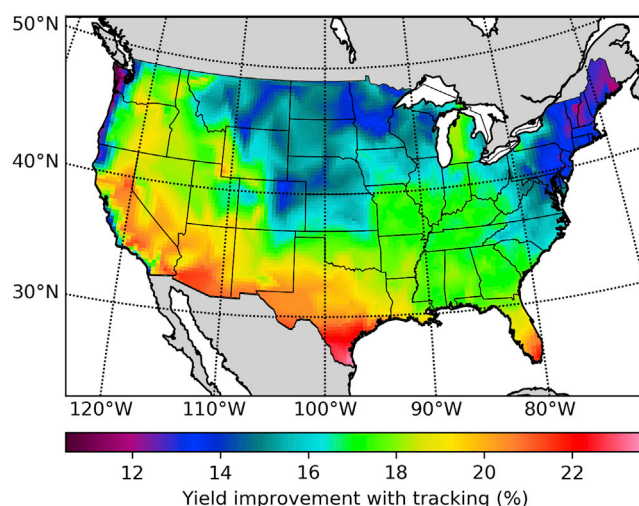 50°N
40°N
30°N
120°W 110°W 100°W 90°W 80°W
12 14 16 18 20 22
Yield improvement with tracking (%)